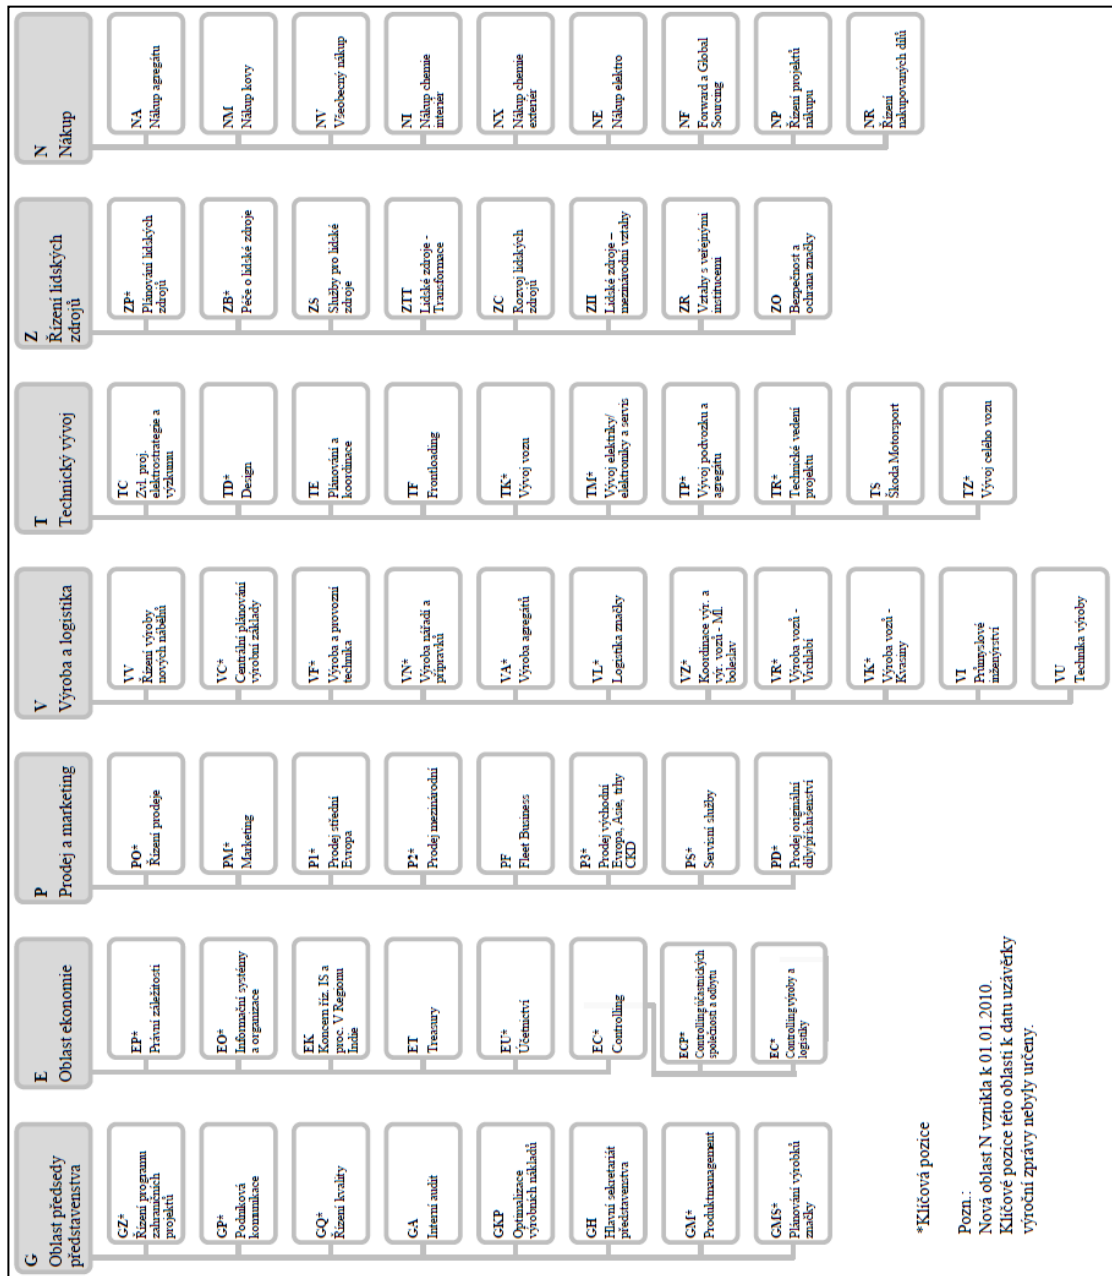 G
Oblast předsedy
představenstva
GZ*
Řízení programu
zahraničních
projektů
GP*
Podniková
komunikace
GQ*
Řízení kvality
GA
Interní audit
GKP
Optimalizace
výrobních nákladů
GH
Hlavní sekretariát
představenstva
GM*
Produktmanagement
GMS*
Plánování výrobků
značky
E
Oblast ekonomie
EP*
Právní záležitosti
EO*
Informační systémy
a organizace
EK
Koncern říz. IS a
proc. V Regionu
Indie
ET
Treasury
EU*
Účetnictví
EC*
Controlling
ECP*
Controlling účastnických
společností a odbytu
EC*
Controlling výroby a
logistiky
P
Prodej a marketing
PO*
Řízení prodeje
PM*
Marketing
P1*
Prodej střední
Evropa
P2*
Prodej mezinárodní
PF
Fleet Business
P3*
Prodej východní
Evropa, Asie, trhy
CKD
PS*
Servisní služby
PD*
Prodej originální
díly/příslušenství
V
Výroba a logistika
VV
Řízení výroby
nových náběhů
VC*
Centrální plánování
výrobní základy
VF*
Výroba a provozní
technika
VN*
Výroba nářadí a
přípravků
VA*
Výroba agregátů
VL*
Logistika značky
VZ*
Koordinace výr. a
výr. vozů - Ml.
boleslav
VR*
Výroba vozů -
Vrchlabí
VK*
Výroba vozů -
Kvasiny
VI
Průmyslové
inženýrství
VU
Technika výroby
T
Technický vývoj
TC
Zvl. proj.
elektrostrategie a
výzkumu
TD*
Design
TE
Plánování a
koordinace
TF
Frontloading
TK*
Vývoj vozu
TM*
Vývoj elektriky/
elektroniky a servis
TP*
Vývoj podvozku a
agregátu
TR*
Technické vedení
projektu
TS
Škoda Motorsport
TZ*
Vývoj celého vozu
Z
Řízení lidských
zdrojů
ZP*
Plánování lidských
zdrojů
ZB*
Péče o lidské zdroje
ZS
Služby pro lidské
zdroje
ZTT
Lidské zdroje -
Transformace
ZC
Rozvoj lidských
zdrojů
ZII
Lidské zdroje –
mezinárodní vztahy
ZR
Vztahy s veřejnými
institucemi
ZO
Bezpečnost a
ochrana značky
N
Nákup
NA
Nákup agregátu
NM
Nákup kovy
NV
Všeobecný nákup
NI
Nákup chemie
interiér
NX
Nákup chemie
exteriér
NE
Nákup elektro
NF
Forward a Global
Sourcing
NP
Řízení projektů
nákupu
NR
Řízení
nakupovaných dílů
*Klíčová pozice
Pozn.:
Nová oblast N vznikla k 01.01.2010.
Klíčové pozice této oblasti k datu uzávěrky
výroční zprávy nebyly určeny.